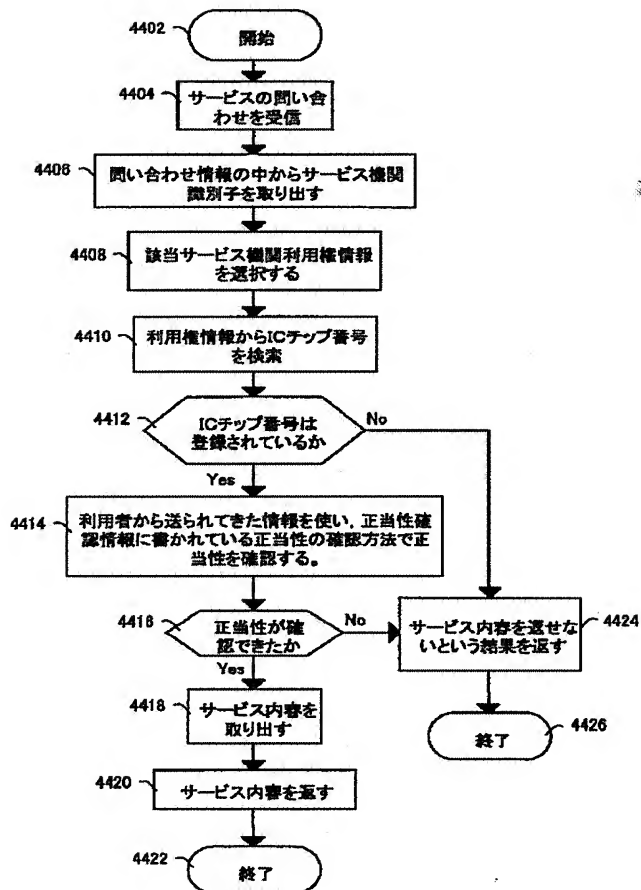 4402
開始
4404
サービスの問い合
わせを受信
4406
問い合わせ情報の中からサービス機関
識別子を取り出す
4408
該当サービス機関利用権情報
を選択する
4410
利用権情報からICチップ番号
を検索
4412
ICチップ番号は
登録されているか
No
Yes
4414
利用者から送られてきた情報を使い，正当性確
認情報に書かれている正当性の確認方法で正
当性を確認する。
4416
正当性が確
認できたか
No
Yes
サービス内容を返せな
いという結果を返す
4424
4418
サービス内容を
取り出す
終了
4426
4420
サービス内容を返す
4422
終了